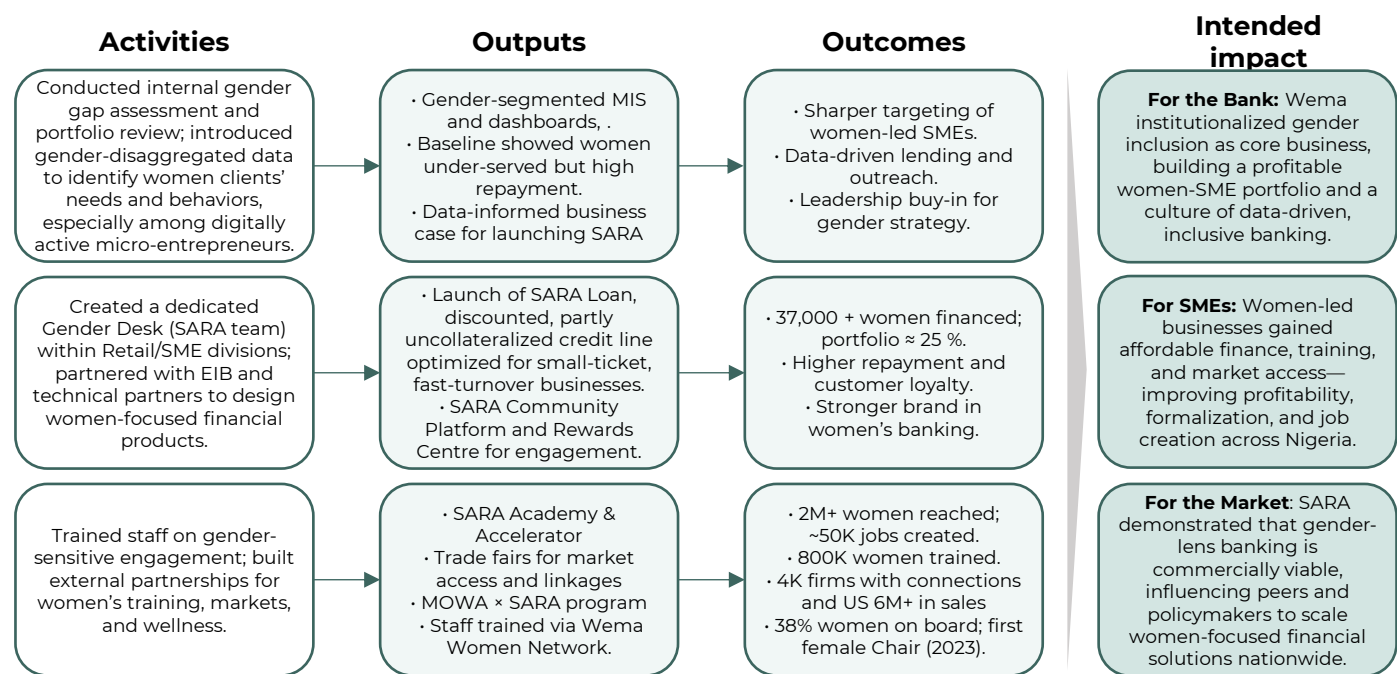 Activities
Outputs
Outcomes
Intended
impact
Conducted internal gender
gap assessment and
portfolio review; introduced
gender-disaggregated data
to identify women clients’
needs and behaviors,
especially among digitally
active micro-entrepreneurs.
• Gender-segmented MIS
and dashboards, .
• Baseline showed women
under-served but high
repayment.
• Data-informed business
case for launching SARA
• Sharper targeting of
women-led SMEs.
• Data-driven lending and
outreach.
• Leadership buy-in for
gender strategy.
For the Bank: Wema
institutionalized gender
inclusion as core business,
building a profitable
women-SME portfolio and a
culture of data-driven,
inclusive banking.
Created a dedicated
Gender Desk (SARA team)
within Retail/SME divisions;
partnered with EIB and
technical partners to design
women-focused financial
products.
• Launch of SARA Loan,
discounted, partly
uncollateralized credit line
optimized for small-ticket,
fast-turnover businesses.
• SARA Community
Platform and Rewards
Centre for engagement.
• 37,000 + women financed;
portfolio ≈ 25 %.
• Higher repayment and
customer loyalty.
• Stronger brand in
women’s banking.
For SMEs: Women-led
businesses gained
affordable finance, training,
and market access—
improving profitability,
formalization, and job
creation across Nigeria.
Trained staff on gender-
sensitive engagement; built
external partnerships for
women’s training, markets,
and wellness.
• SARA Academy &
Accelerator
• Trade fairs for market
access and linkages
• MOWA × SARA program
• Staff trained via Wema
Women Network.
• 2M+ women reached;
~50K jobs created.
• 800K women trained.
• 4K firms with connections
and US 6M+ in sales
• 38% women on board; first
female Chair (2023).
For the Market: SARA
demonstrated that gender-
lens banking is
commercially viable,
influencing peers and
policymakers to scale
women-focused financial
solutions nationwide.